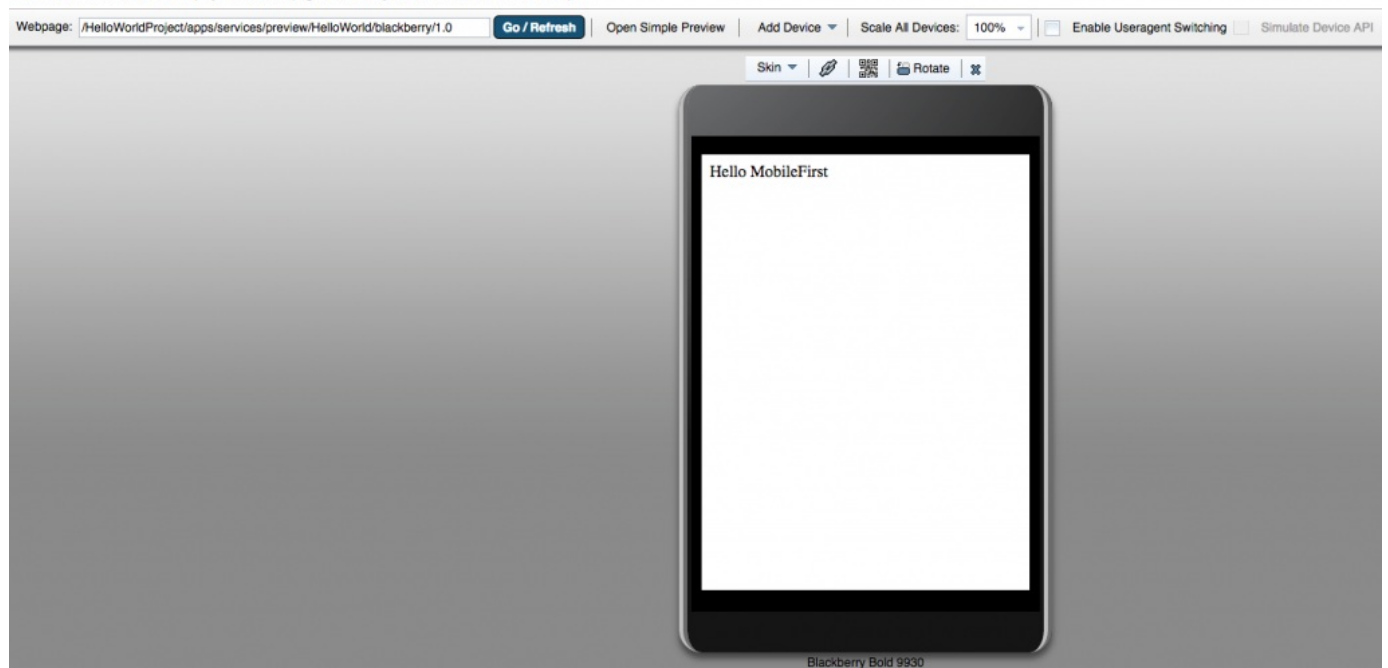 Webpage: /HelloWorldProject/apps/services/preview/HelloWorld/blackberry/1.0 Go / Refresh Open Simple Preview Add Device Scale All Devices: 100% Enable Useragent Switching Simulate Device API
Skin Rotate
Hello MobileFirst
Blackberry Bold 9930